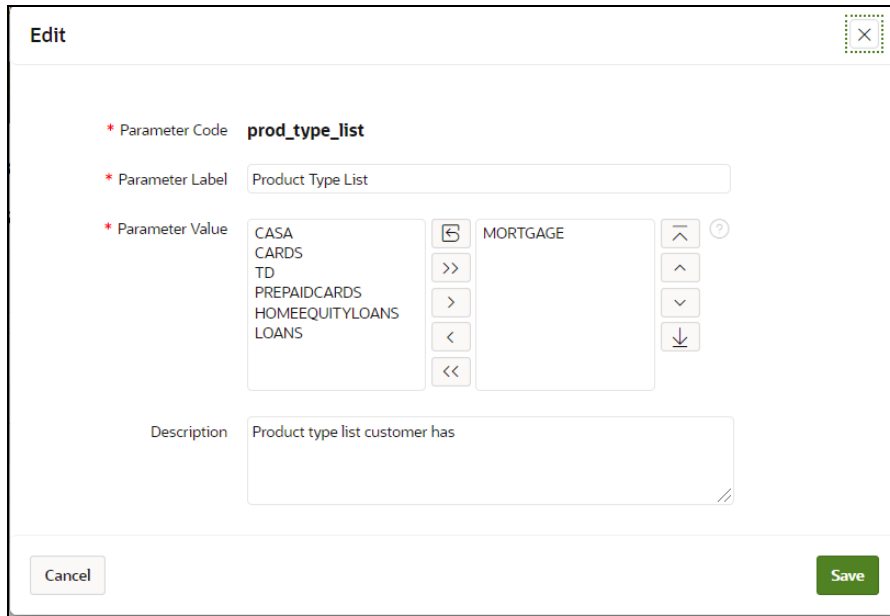 Edit
* Parameter Code prod_type_list
* Parameter Label Product Type List
* Parameter Value
CASA
CARDS
TD
PREPAIDCARDS
HOMEEQUITYLOANS
LOANS
>>
>
<
<<
MORTGAGE
?
Description Product type list customer has
Cancel Save